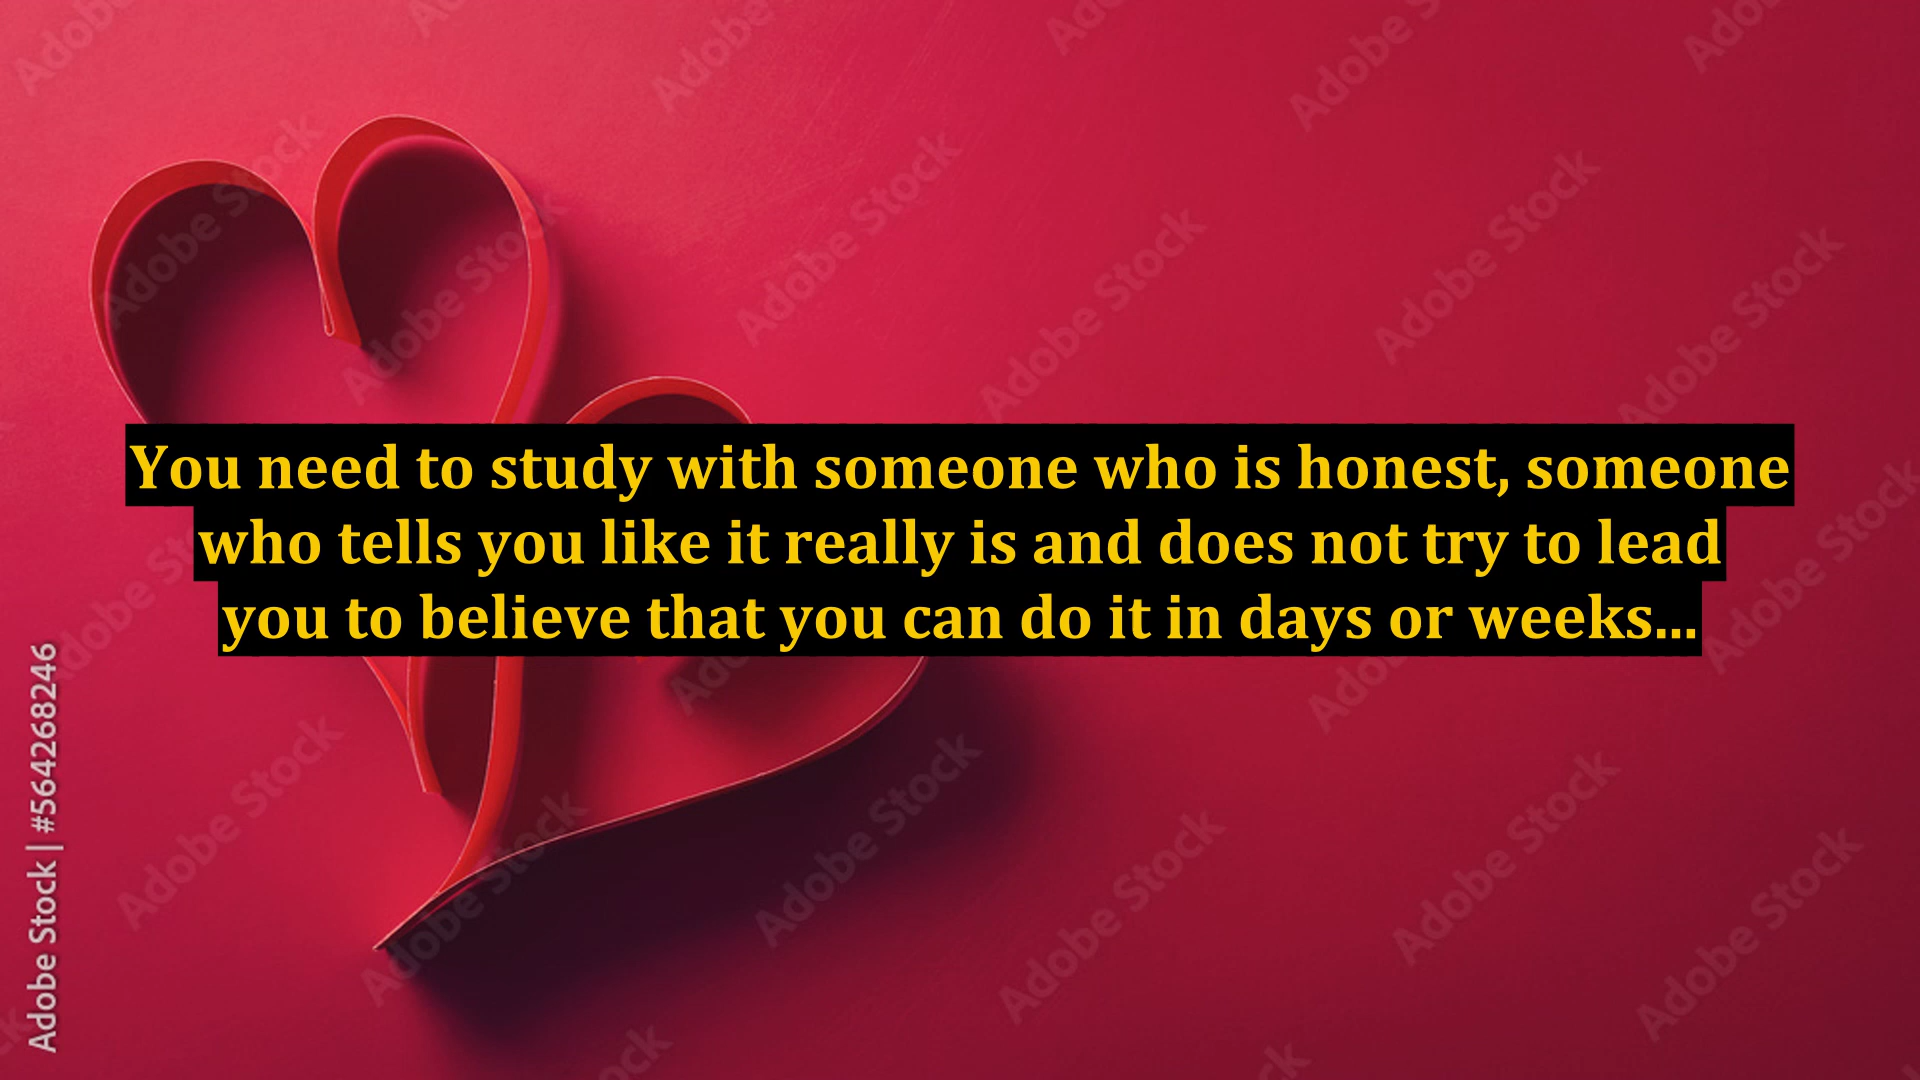 You need to study with someone who is honest, someone
who tells you like it really is and does not try to lead
you to believe that you can do it in days or weeks...
Adobe Stock | #564268246